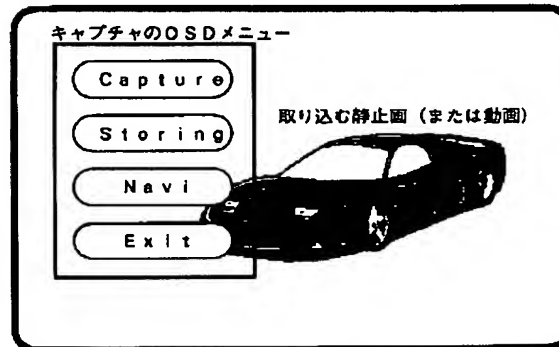 キャプチャのOSDメニュー
Capture
Storing
取り込む静止画（または動画）
Navi
Exit